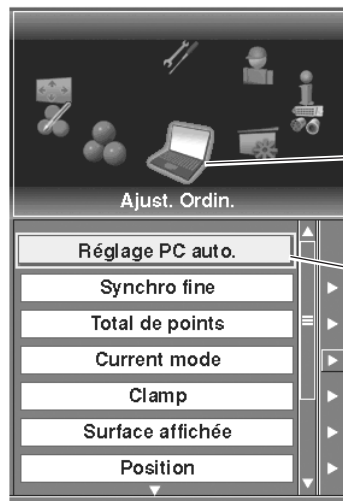 Ajust. Ordin.
Réglage PC auto.
Synchro fine
Total de points
Current mode
Clamp
Surface affichée
Position